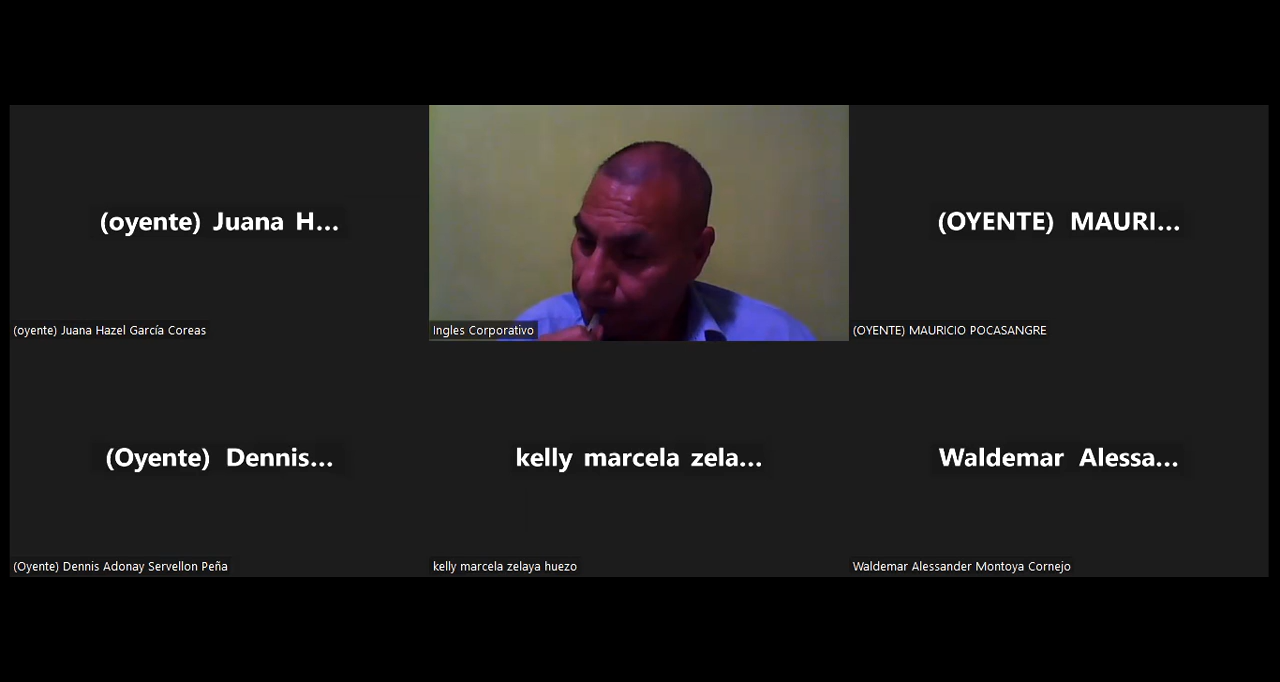 (oyente) Juana H...
(OYENTE) MAURI...
(oyente) Juana Hazel García Coreas
Ingles Corporativo
(OYENTE) MAURICIO POCASANGRE
(Oyente) Dennis...
kelly marcela zela...
Waldemar Alessa...
(Oyente) Dennis Adonay Servellon Peña
kelly marcela zelaya huezo
Waldemar Alessander Montoya Cornejo